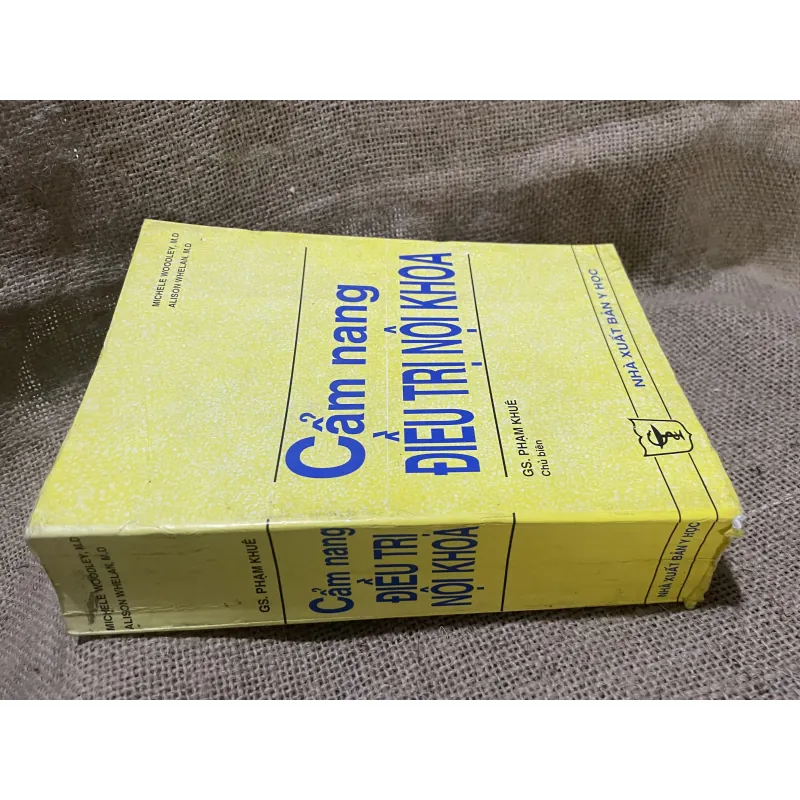 MICHELE WOODLEY, M.D
ALISON WHELAN, M.D
Cẩm nang
ĐIỀU TRỊ NỘI KHOA
GS. PHẠM KHUÊ
Chủ biên
NHÀ XUẤT BẢN Y HỌC
MICHELE WOODLEY, M.D
ALISON WHELAN, M.D
GS. PHẠM KHUÊ
Cẩm nang
ĐIỀU TRỊ
NỘI KHOA
NHÀ XUẤT BẢN Y HỌC